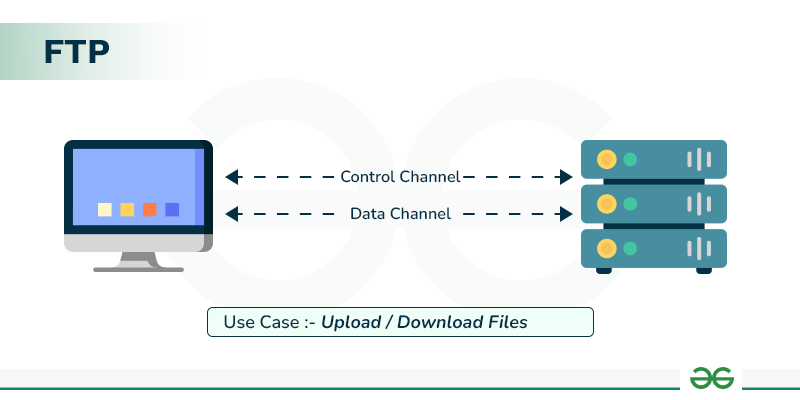 FTP
Control Channel
Data Channel
Use Case :- Upload / Download Files